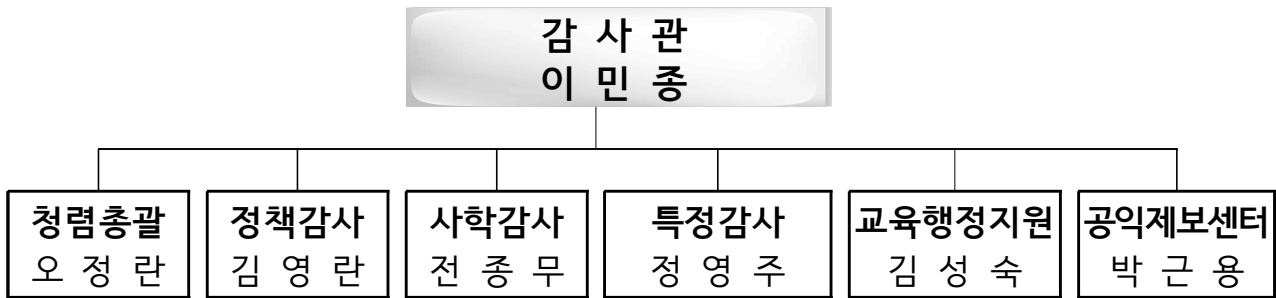 감 사 관
이 민 종
청렴총괄
오 정 란
정책감사
김 영 란
사학감사
전 종 무
특정감사
정 영 주
교육행정지원
김 성 숙
공익제보센터
박 근 용